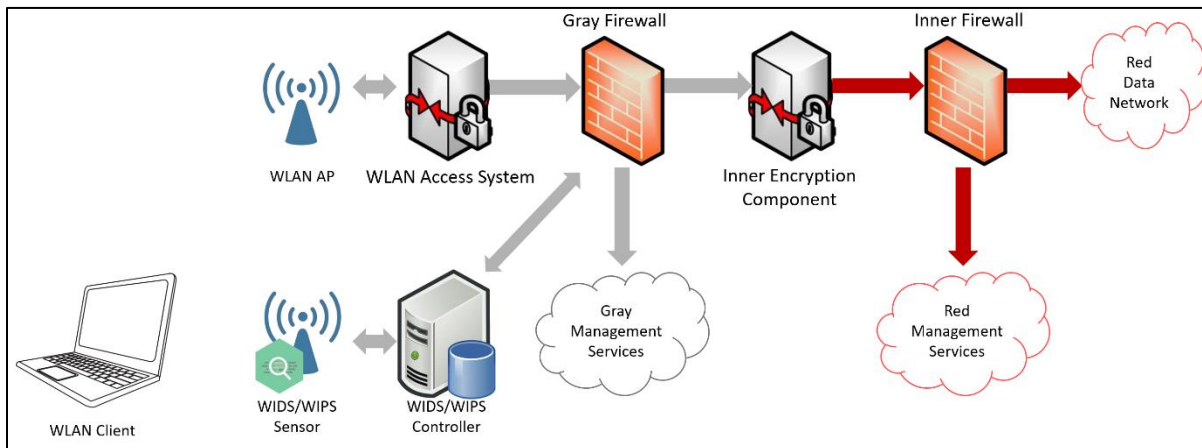 Gray Firewall
Inner Firewall
Red
Data
Network
WLAN AP
WLAN Access System
Inner Encryption
Component
Gray
Management
Services
Red
Management
Services
WLAN Client
WIDS/WIPS
Sensor
WIDS/WIPS
Controller